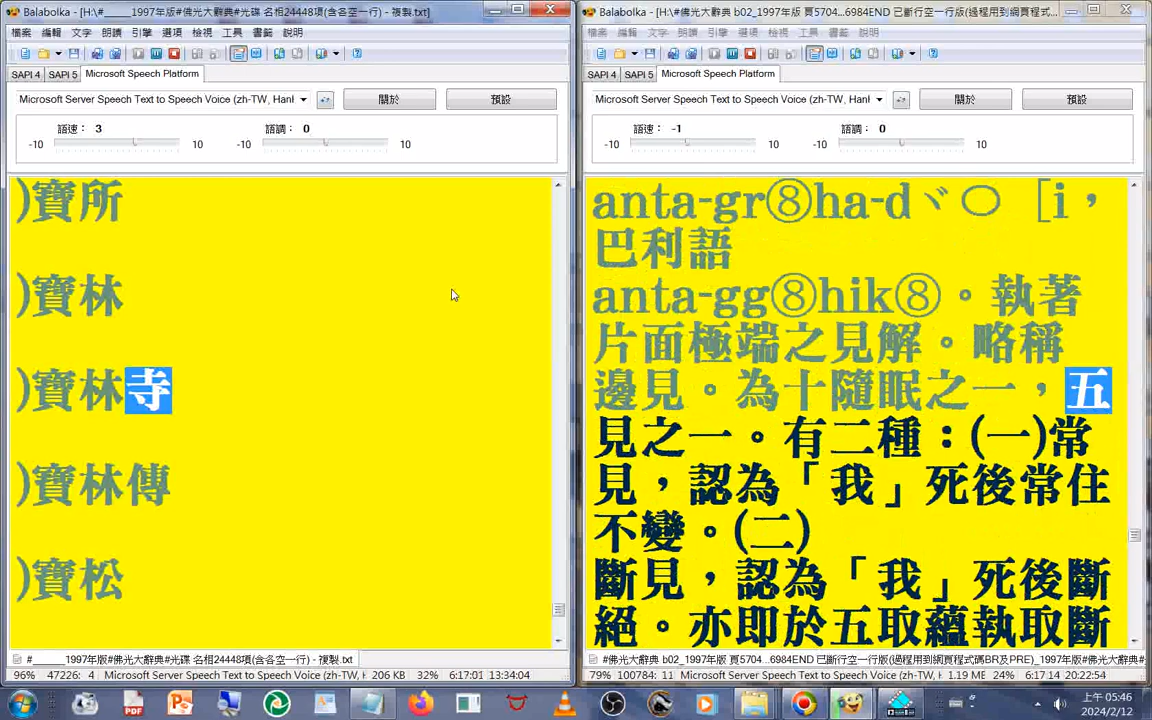 Balabolka - [H:\#_____1997年版#佛光大辭典#光碟 名相24448項(含各空一行) - 複製.txt]
檔案 編輯 文字 朗讀 引擎 選項 檢視 工具 書籤 說明
SAPI 4 SAPI 5 Microsoft Speech Platform
Microsoft Server Speech Text to Speech Voice (zh-TW, Hanl 關於 預設
語速： 3 語調： 0
-10 10 -10 10
)寶所
)寶林
)寶林寺
)寶林傳
)寶松
#______1997年版#佛光大辭典#光碟 名相24448項(含各空一行) - 複製.txt
96% 47226: 4 Microsoft Server Speech Text to Speech Voice (zh-TW, H 206 KB 32% 6:17:01 13:34:04
Balabolka - [H:\#佛光大辭典 b02_1997年版 頁5704...6984END 已斷行空一行版(過程用到網頁程式...
檔案 編輯 文字 朗讀 引擎 選項 檢視 工具 書籤 說明
SAPI 4 SAPI 5 Microsoft Speech Platform
Microsoft Server Speech Text to Speech Voice (zh-TW, Hanl 關於 預設
語速： -1 語調： 0
-10 10 -10 10
anta-gr⑧ha-dヾ○［i，
巴利語
anta-gg⑧hik⑧。執著
片面極端之見解。略稱
邊見。為十隨眠之一，五
見之一。有二種：(一)常
見，認為「我」死後常住
不變。(二)
斷見，認為「我」死後斷
絕。亦即於五取蘊執取斷
#佛光大辭典 b02_1997年版 頁5704...6984END 已斷行空一行版(過程用到網頁程式碼BR及PRE)_1997年版#佛光大辭典#
79% 100784: 11 Microsoft Server Speech Text to Speech Voice (zh-TW, H 1.19 MB 24% 6:17:14 20:22:54
上午 05:46
2024/2/12